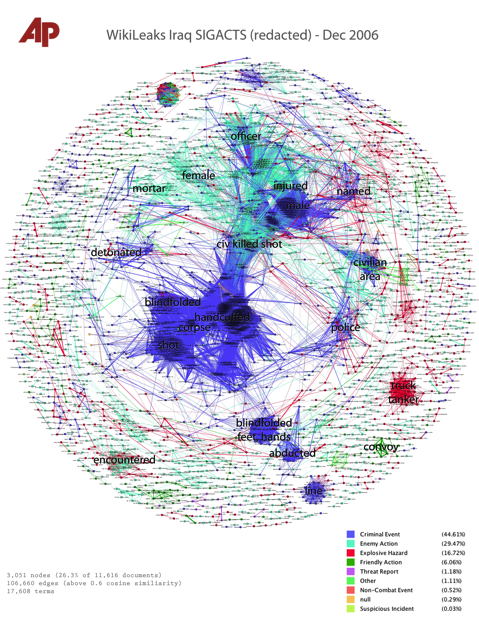 AP
WikiLeaks Iraq SIGACTS (redacted) - Dec 2006
officer
female
injured
mortar
named
male
civ killed shot
detonated
civilian
area
blindfolded
handcuffed
corpse
police
shot
truck
tanker
blindfolded
feet, hands
convoy
abducted
encountered
line
Criminal Event (44.61%)
Enemy Action (29.47%)
Explosive Hazard (16.72%)
Friendly Action (6.06%)
Threat Report (1.18%)
Other (1.11%)
Non-Combat Event (0.52%)
null (0.29%)
Suspicious Incident (0.03%)
3,051 nodes (26.3% of 11,616 documents)
106,660 edges (above 0.6 cosine similiarity)
17,608 terms